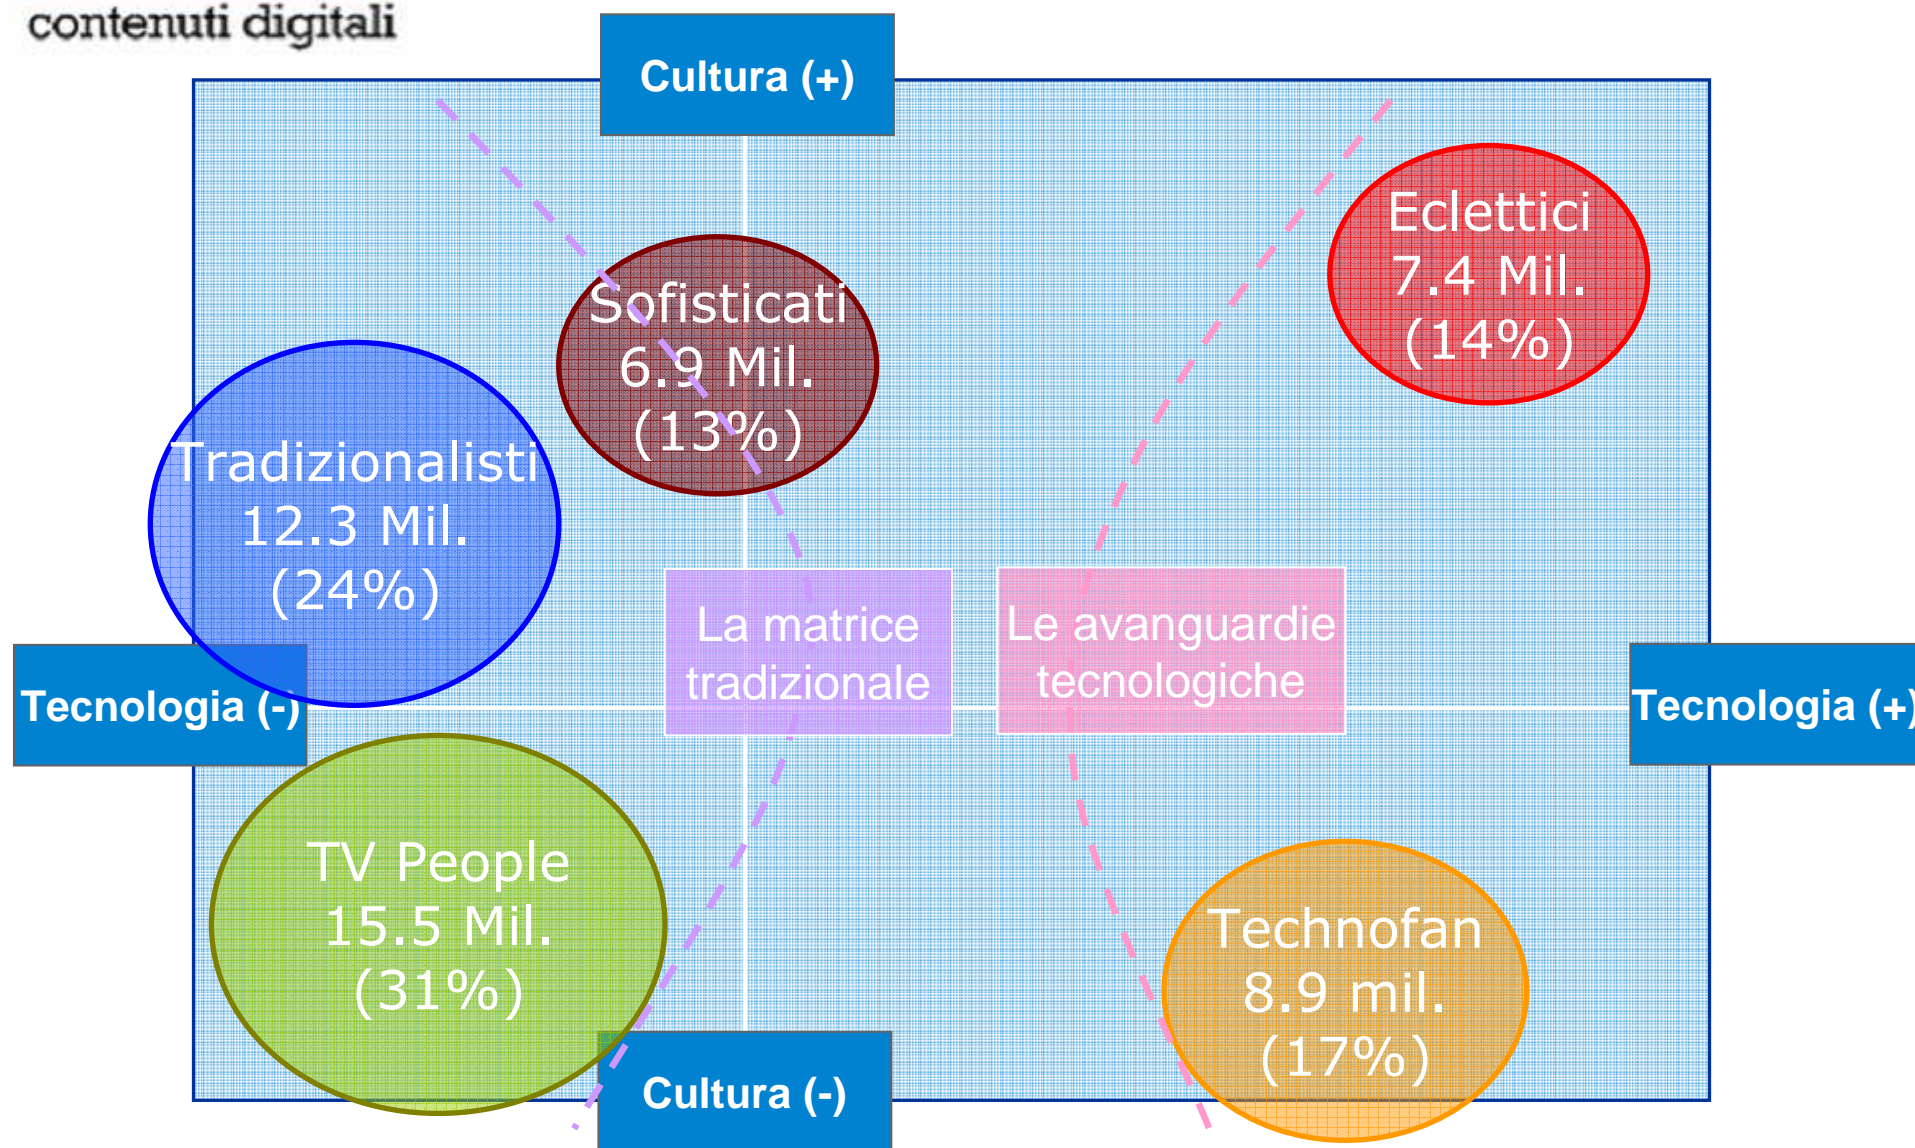 contenuti digitali
Cultura (+)
Eclettici
7.4 Mil.
(14%)
Sofisticati
6.9 Mil.
(13%)
Tradizionalisti
12.3 Mil.
(24%)
La matrice
tradizionale
Le avanguardie
tecnologiche
Tecnologia (-)
Tecnologia (+)
TV People
15.5 Mil.
(31%)
Technofan
8.9 mil.
(17%)
Cultura (-)